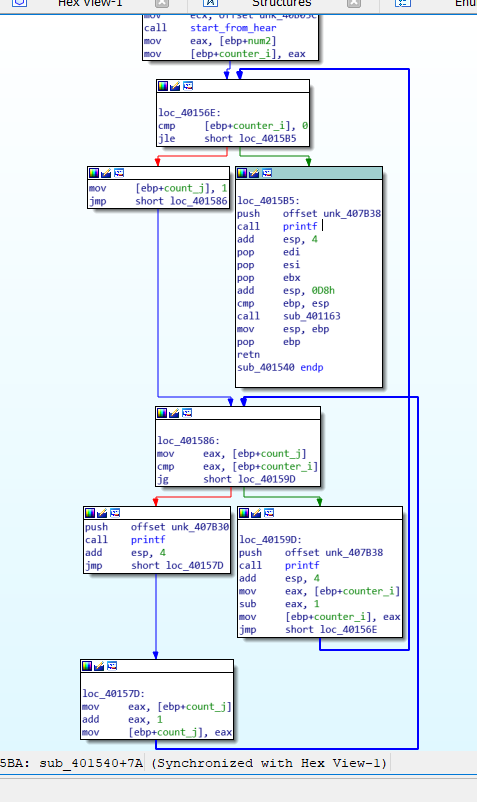 Hex View-1
Structures
Enu
mov ecx, offset unk_40B03C
call start_from_hear
mov eax, [ebp+num2]
mov [ebp+counter_i], eax
loc_40156E:
cmp [ebp+counter_i], 0
jle short loc_4015B5
mov [ebp+count_j], 1
jmp short loc_401586
loc_4015B5:
push offset unk_407B38
call printf
add esp, 4
pop edi
pop esi
pop ebx
add esp, 0D8h
cmp ebp, esp
call sub_401163
mov esp, ebp
pop ebp
retn
sub_401540 endp
loc_401586:
mov eax, [ebp+count_j]
cmp eax, [ebp+counter_i]
jg short loc_40159D
push offset unk_407B30
call printf
add esp, 4
jmp short loc_40157D
loc_40159D:
push offset unk_407B38
call printf
add esp, 4
mov eax, [ebp+counter_i]
sub eax, 1
mov [ebp+counter_i], eax
jmp short loc_40156E
loc_40157D:
mov eax, [ebp+count_j]
add eax, 1
mov [ebp+count_j], eax
5BA: sub_401540+7A (Synchronized with Hex View-1)